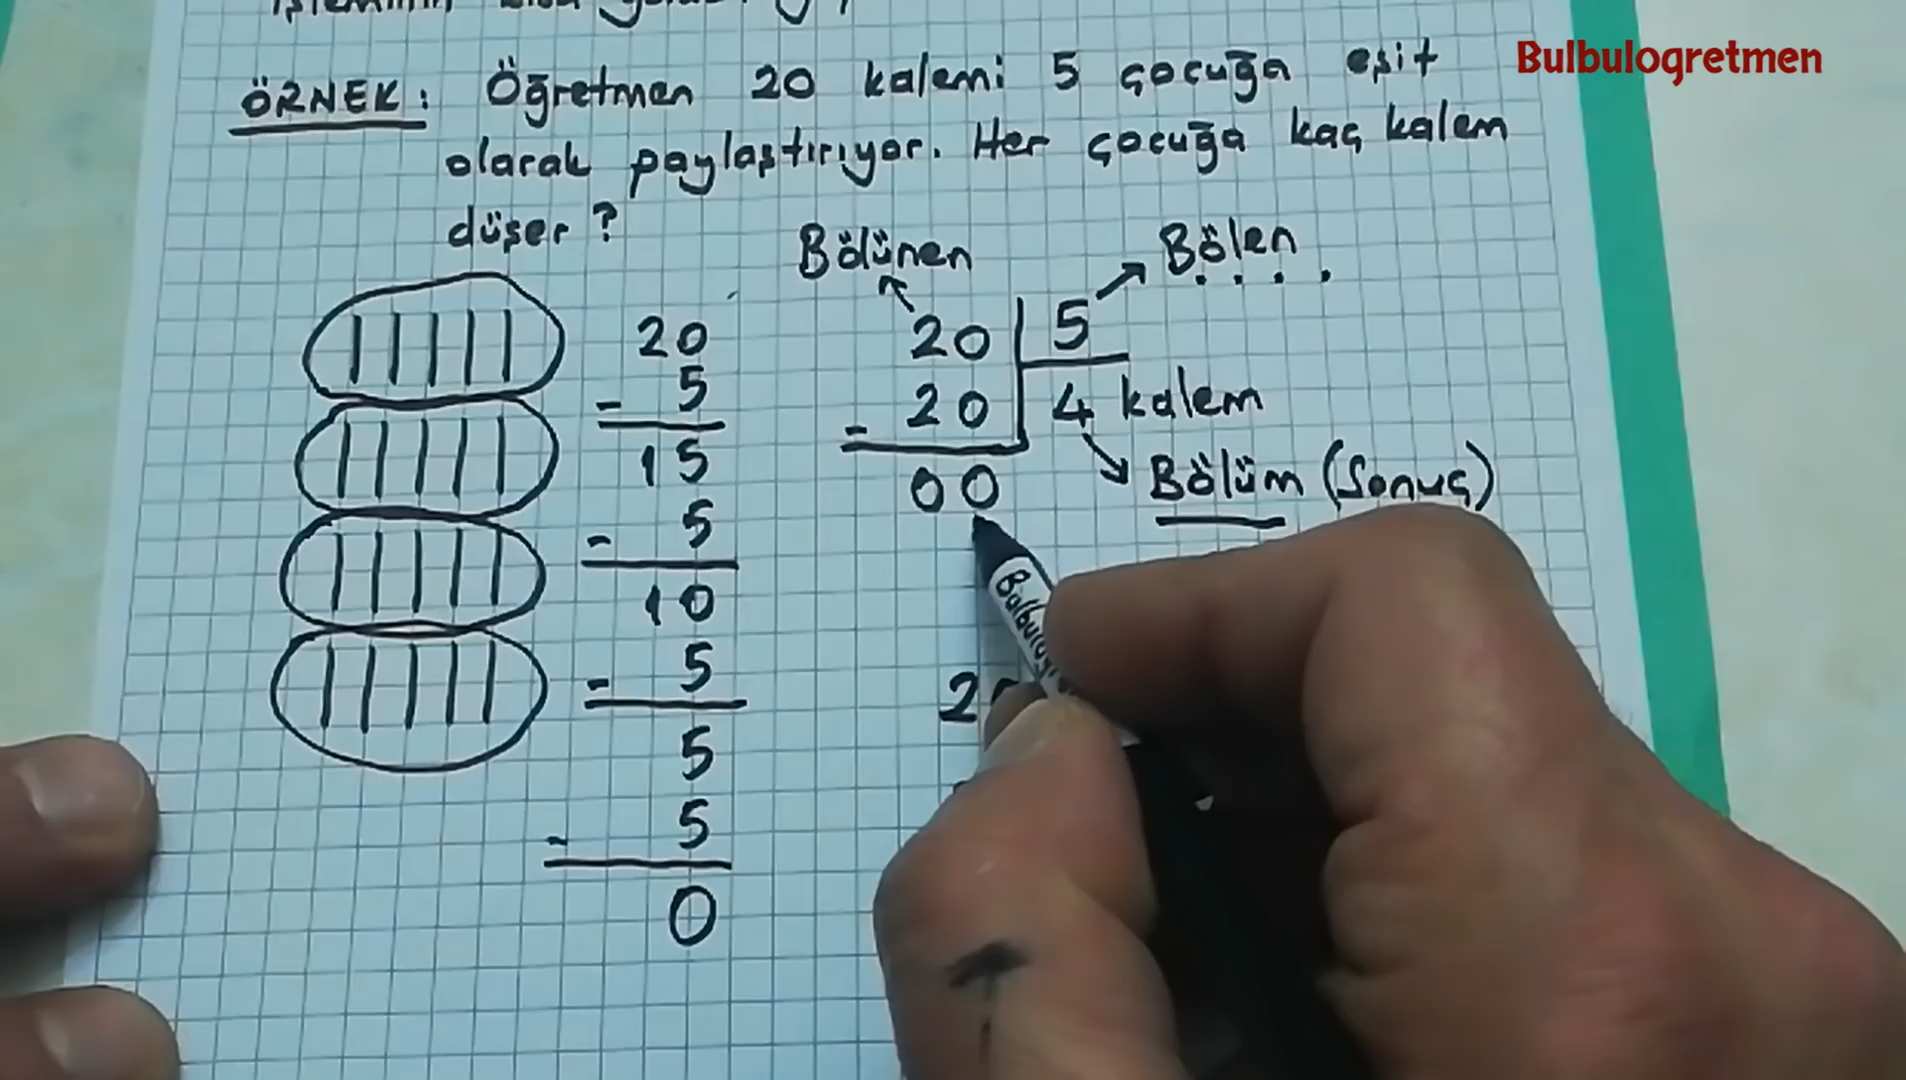 Bulbulogretmen
ÖRNEK: Öğretmen 20 kalemi 5 çocuğa eşit
olarak paylaştırıyor. Her çocuğa kaç kalem
düşer?
Bölünen
Bölen
20
- 5
15
- 5
10
- 5
5
- 5
0
20 5
- 20 4 kalem
00
Bölüm (Sonuç)